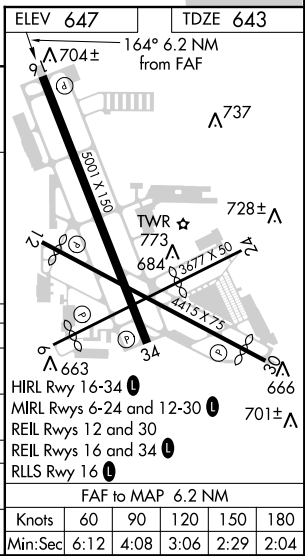 ELEV 647
TDZE 643
164° 6.2 NM
from FAF
704±
16
P
737
5001 X 150
TWR
773
728±
12
P
684
3677 X 50
24
4415 X 75
P
P
P
6
663
34
30
666
HIRL Rwy 16-34 L
MIRL Rwys 6-24 and 12-30 L
701±
REIL Rwys 12 and 30
REIL Rwys 16 and 34 L
RLLS Rwy 16 L
FAF to MAP 6.2 NM
Knots 60 90 120 150 180
Min:Sec 6:12 4:08 3:06 2:29 2:04